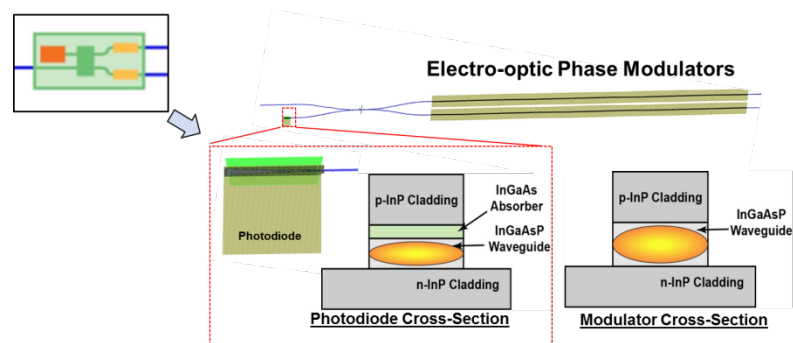 Electro-optic Phase Modulators
Photodiode
p-InP Cladding
InGaAs
Absorber
InGaAsP
Waveguide
n-InP Cladding
Photodiode Cross-Section
p-InP Cladding
InGaAsP
Waveguide
n-InP Cladding
Modulator Cross-Section